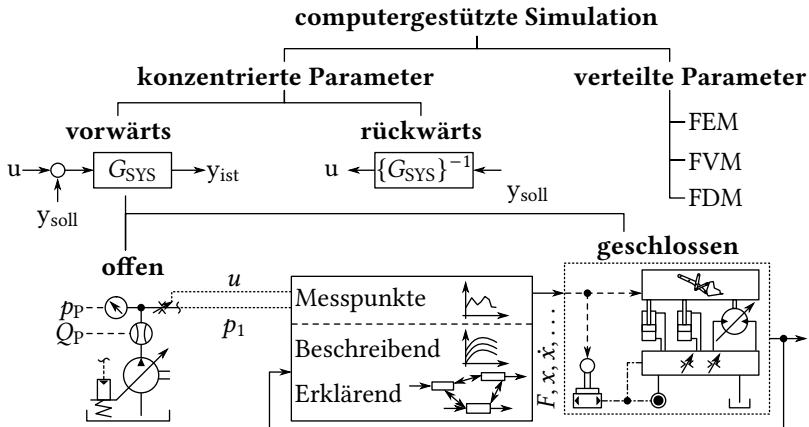 computergestützte Simulation
konzentrierte Parameter
verteilte Parameter
vorwärts
rückwärts
FEM
u
G_SYS
y_ist
u
{G_SYS}^−1
FVM
y_soll
y_soll
FDM
offen
geschlossen
p_P
u
Messpunkte
Q_P
p_1
Beschreibend
Erklärend
F, x, ẋ, ...